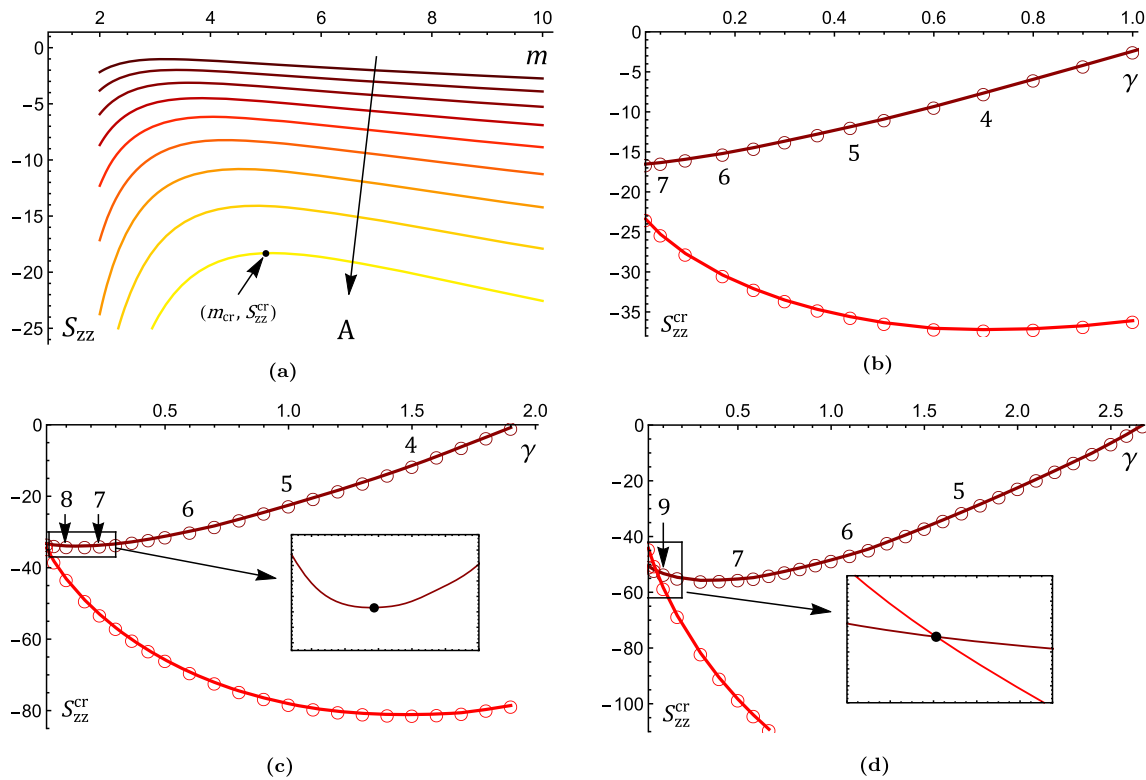 2 4 6 8 10
0
−5
−10
−15
−20
−25
m
S_zz
(m_cr, S_zz^cr)
A
(a)
0.2 0.4 0.6 0.8 1.0
0
−5
−10
−15
−20
−25
−30
−35
γ
4
5
6
7
S_zz^cr
(b)
0.5 1.0 1.5 2.0
0
−20
−40
−60
−80
γ
4
5
6
8 7
S_zz^cr
(c)
0.5 1.0 1.5 2.0 2.5
0
−20
−40
−60
−80
−100
γ
5
6
7
9
S_zz^cr
(d)